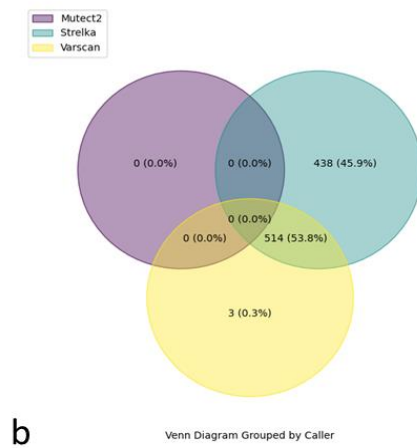 Mutect2
Strelka
Varscan
0 (0.0%)
0 (0.0%)
438 (45.9%)
0 (0.0%)
0 (0.0%)
514 (53.8%)
3 (0.3%)
b
Venn Diagram Grouped by Caller